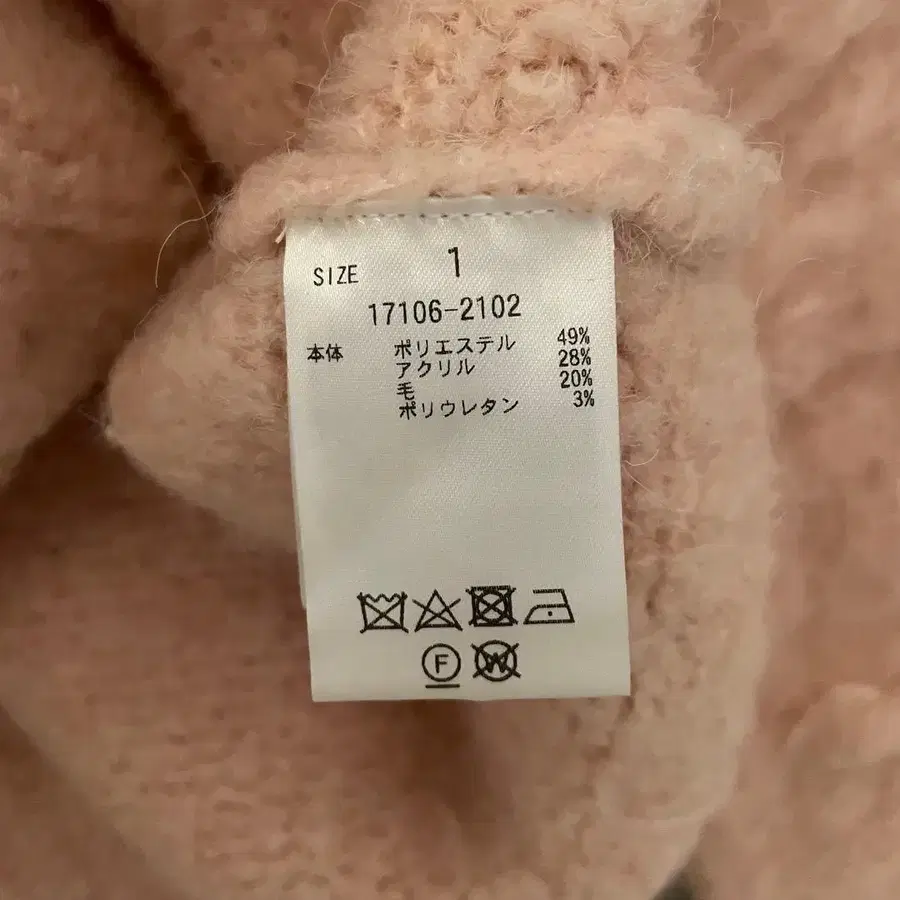 SIZE 1
17106-2102
本体 ポリエステル 49%
アクリル 28%
毛 20%
ポリウレタン 3%
F W